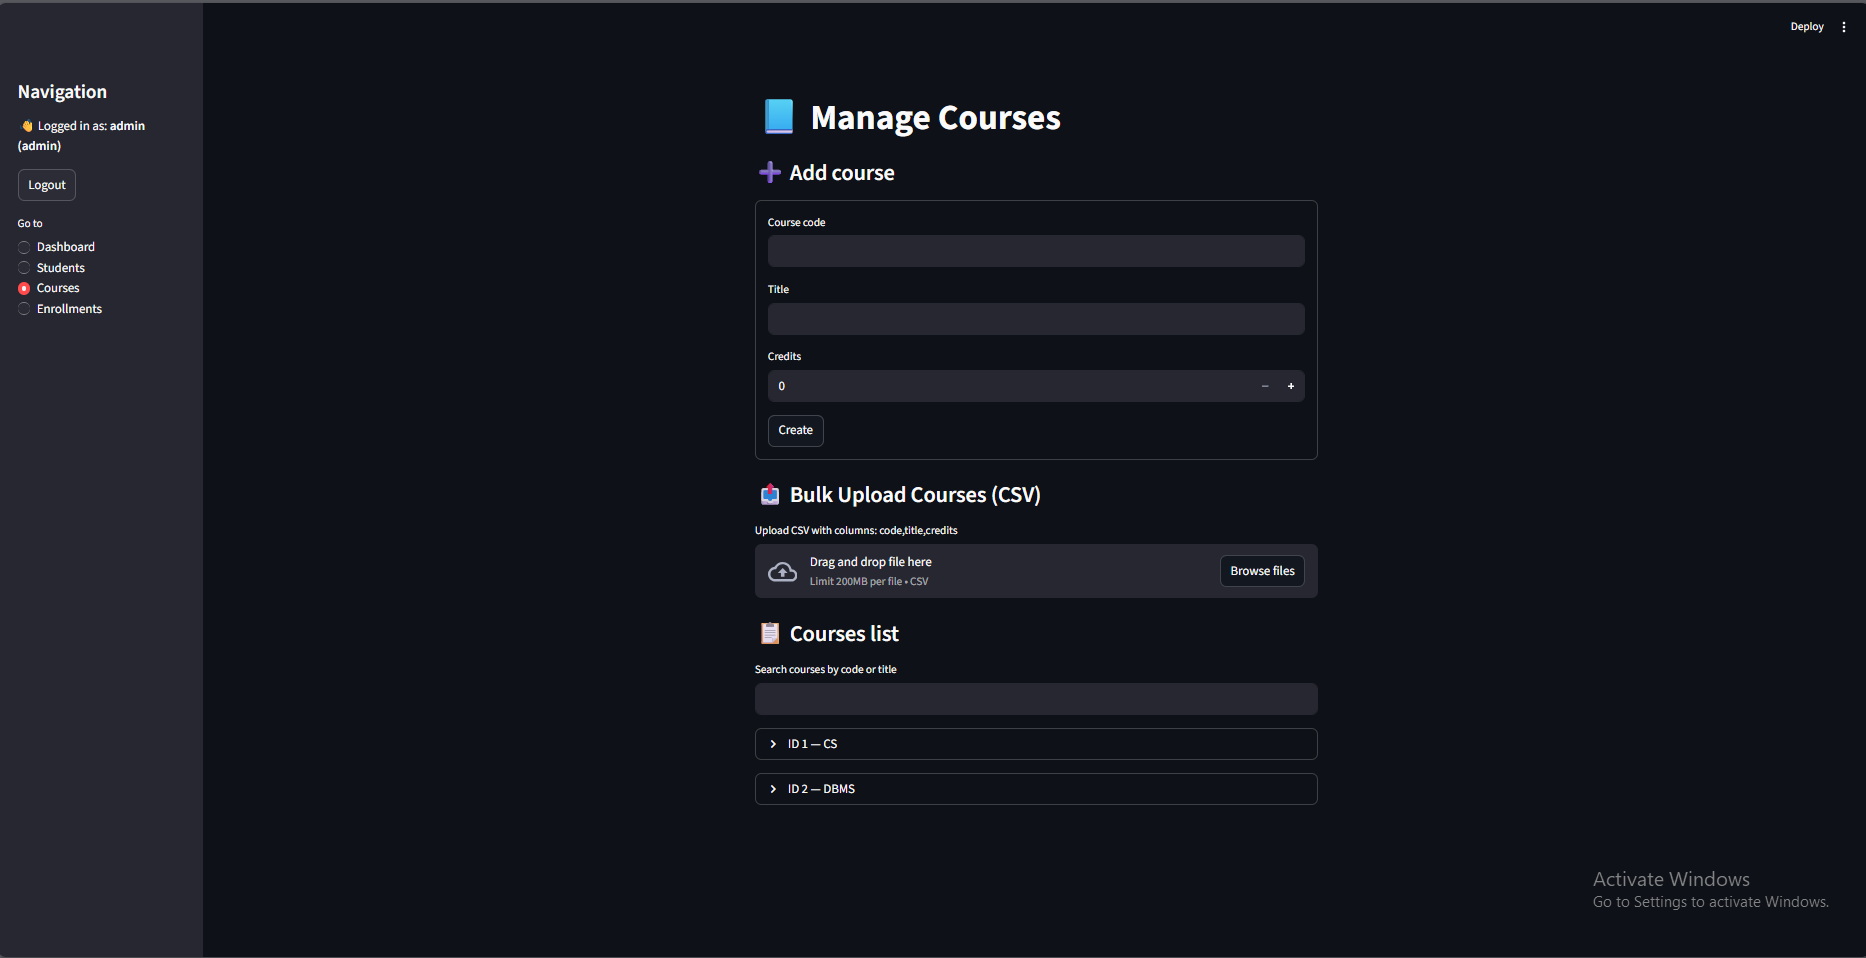 Deploy
Navigation
👋 Logged in as: admin
(admin)
Logout
Go to
Dashboard
Students
Courses
Enrollments
Manage Courses
Add course
Course code
Title
Credits
0
Create
Bulk Upload Courses (CSV)
Upload CSV with columns: code,title,credits
Drag and drop file here
Limit 200MB per file • CSV
Browse files
Courses list
Search courses by code or title
ID 1 — CS
ID 2 — DBMS
Activate Windows
Go to Settings to activate Windows.